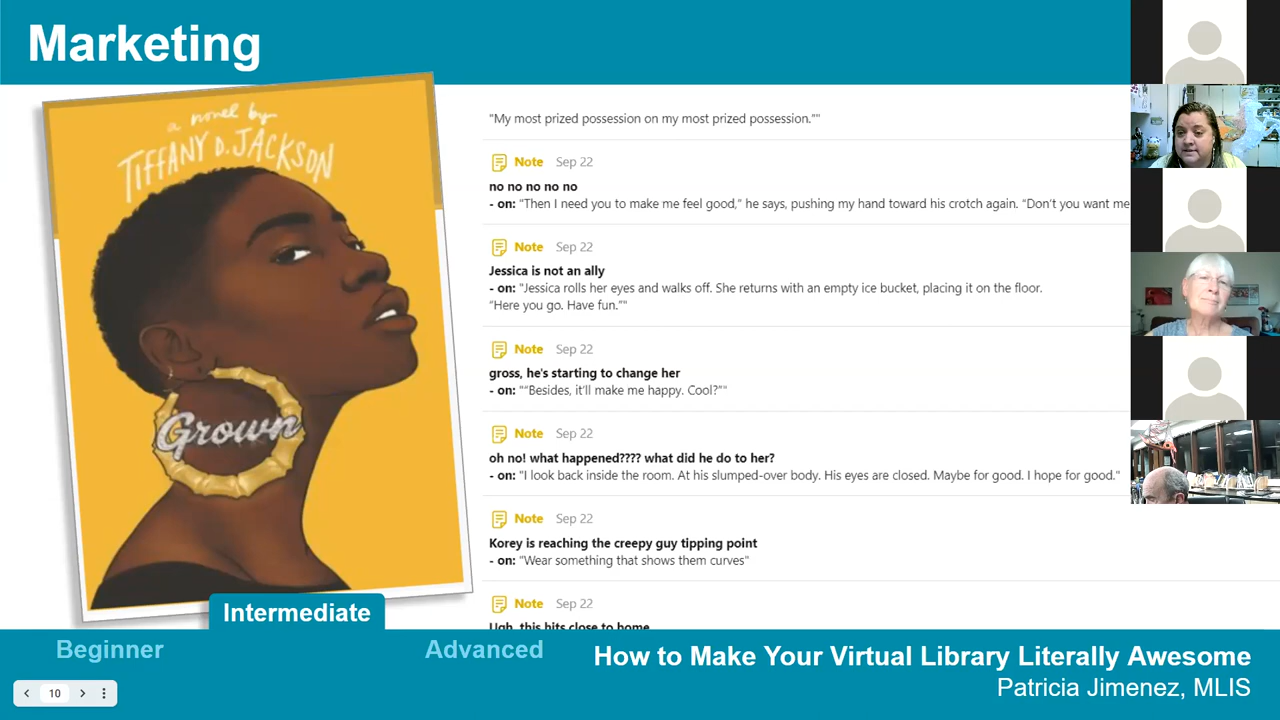 Marketing
a novel by
TIFFANY D. JACKSON
Grown
"My most prized possession on my most prized possession.""
Note Sep 22
no no no no no
- on: "Then I need you to make me feel good," he says, pushing my hand toward his crotch again. "Don't you want me
Note Sep 22
Jessica is not an ally
- on: "Jessica rolls her eyes and walks off. She returns with an empty ice bucket, placing it on the floor.
"Here you go. Have fun.""
Note Sep 22
gross, he's starting to change her
- on: ""Besides, it'll make me happy. Cool?""
Note Sep 22
oh no! what happened???? what did he do to her?
- on: "I look back inside the room. At his slumped-over body. His eyes are closed. Maybe for good. I hope for good."
Note Sep 22
Korey is reaching the creepy guy tipping point
- on: "Wear something that shows them curves"
Note Sep 22
Ugh, this hits close to home
Intermediate
Beginner
Advanced
How to Make Your Virtual Library Literally Awesome
Patricia Jimenez, MLIS
10